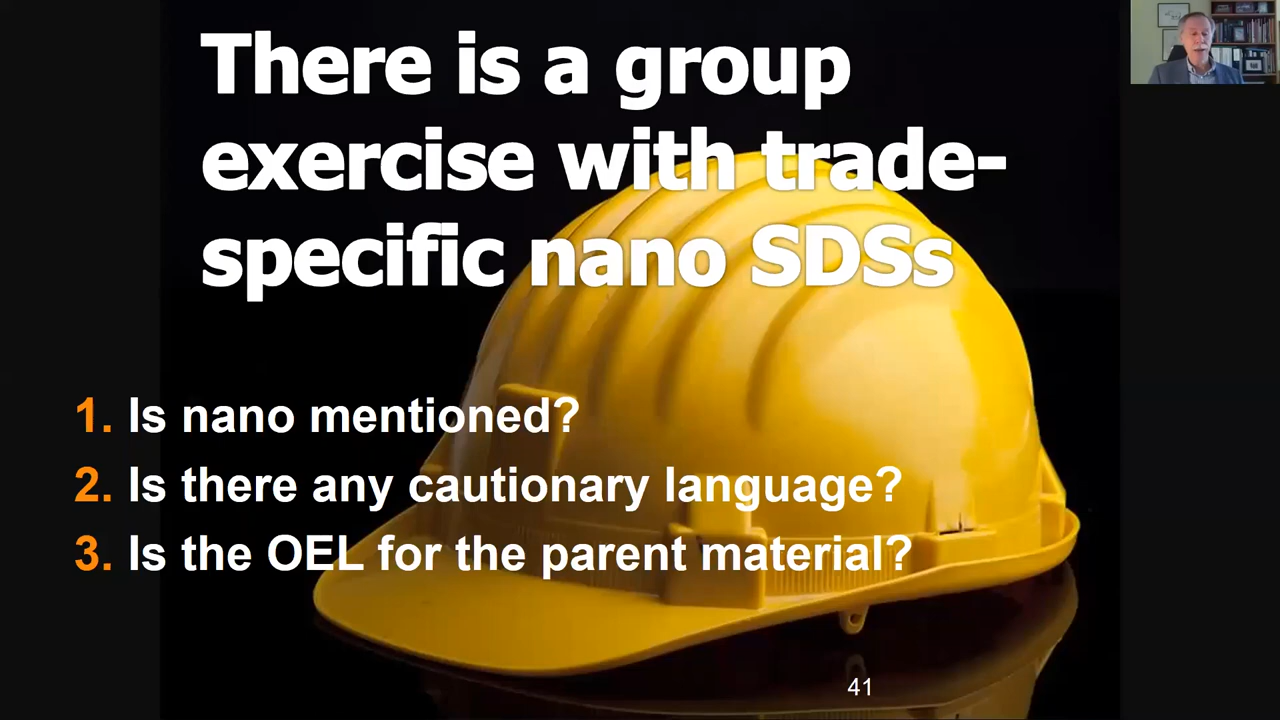 There is a group
exercise with trade-
specific nano SDSs
1. Is nano mentioned?
2. Is there any cautionary language?
3. Is the OEL for the parent material?
41